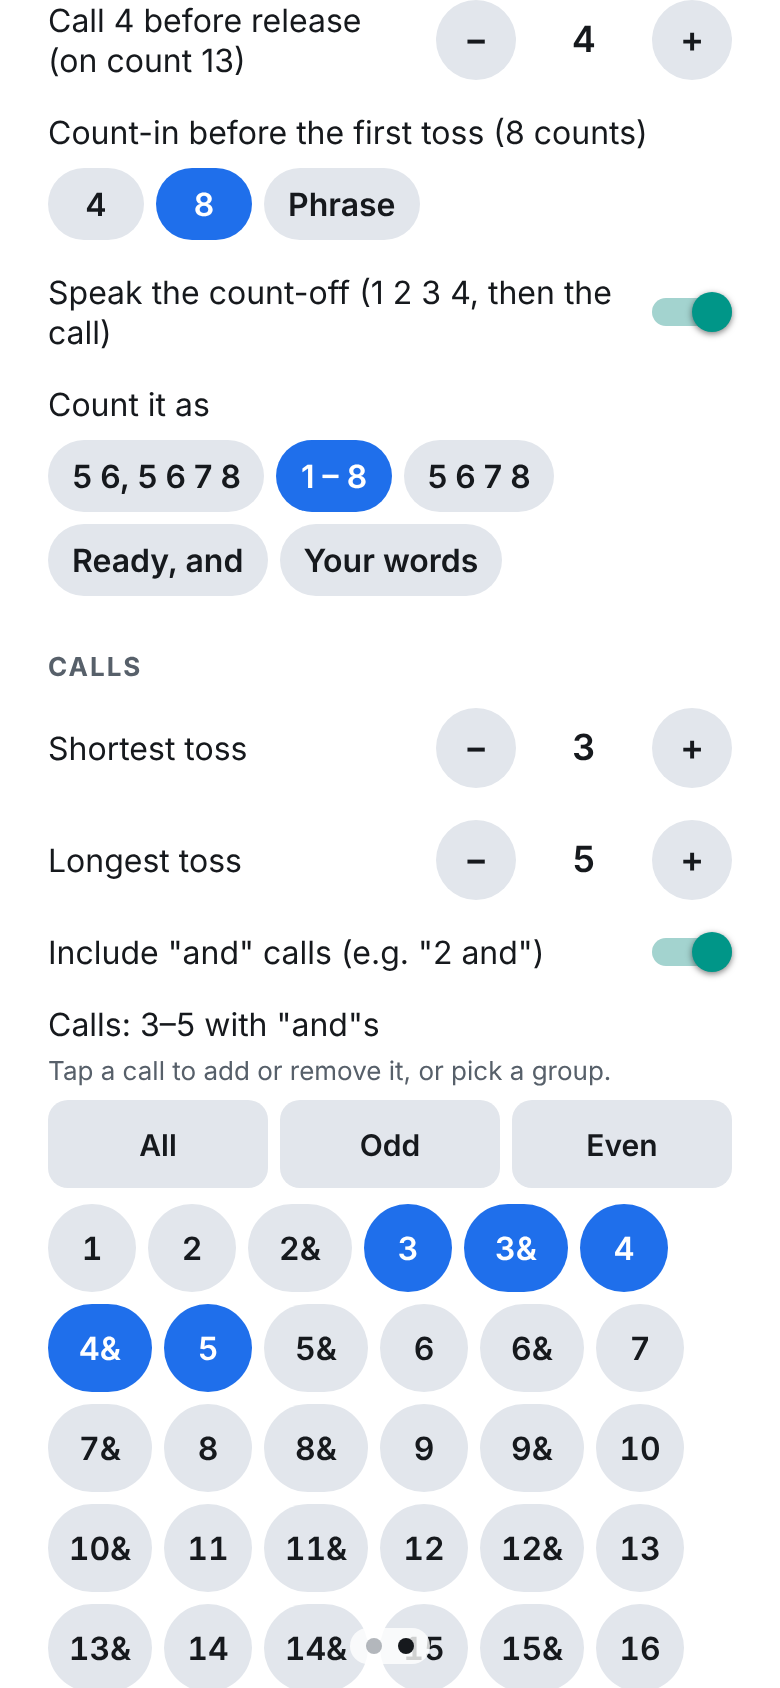 Call 4 before release
(on count 13)
– 4 +
Count-in before the first toss (8 counts)
4 8 Phrase
Speak the count-off (1 2 3 4, then the
call)
Count it as
5 6, 5 6 7 8 1 – 8 5 6 7 8
Ready, and Your words
CALLS
Shortest toss – 3 +
Longest toss – 5 +
Include "and" calls (e.g. "2 and")
Calls: 3–5 with "and"s
Tap a call to add or remove it, or pick a group.
All Odd Even
1 2 2& 3 3& 4
4& 5 5& 6 6& 7
7& 8 8& 9 9& 10
10& 11 11& 12 12& 13
13& 14 14& 15 15& 16